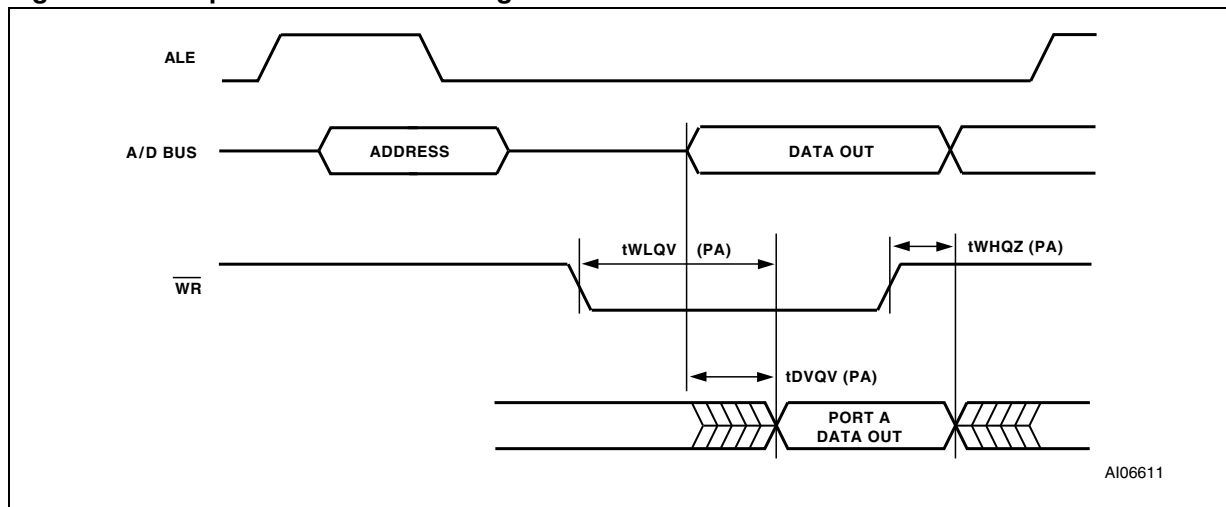 ALE
A/D BUS
ADDRESS
DATA OUT
tWLQV (PA)
tWHQZ (PA)
WR
tDVQV (PA)
PORT A
DATA OUT
AI06611